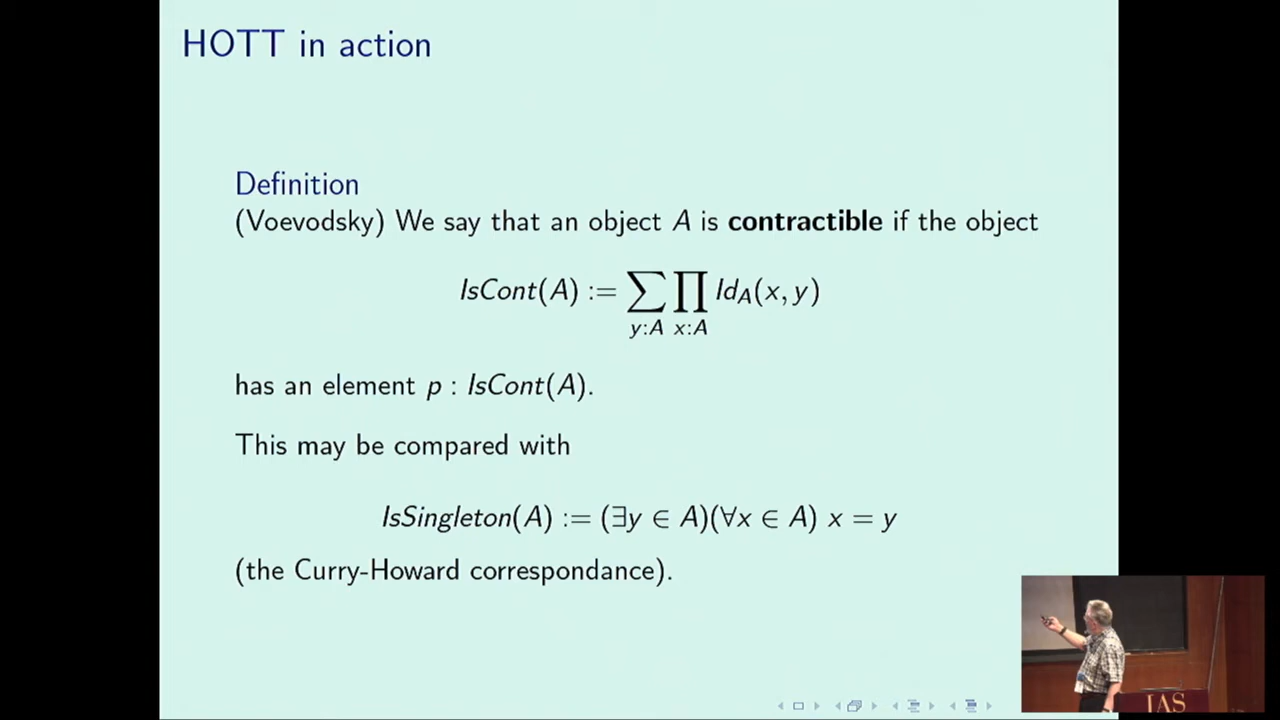 HOTT in action
Definition
(Voevodsky) We say that an object A is contractible if the object
IsCont(A) := ∑_{y:A} ∏_{x:A} Id_A(x, y)
has an element p : IsCont(A).
This may be compared with
IsSingleton(A) := (∃y ∈ A)(∀x ∈ A) x = y
(the Curry-Howard correspondance).
IAS